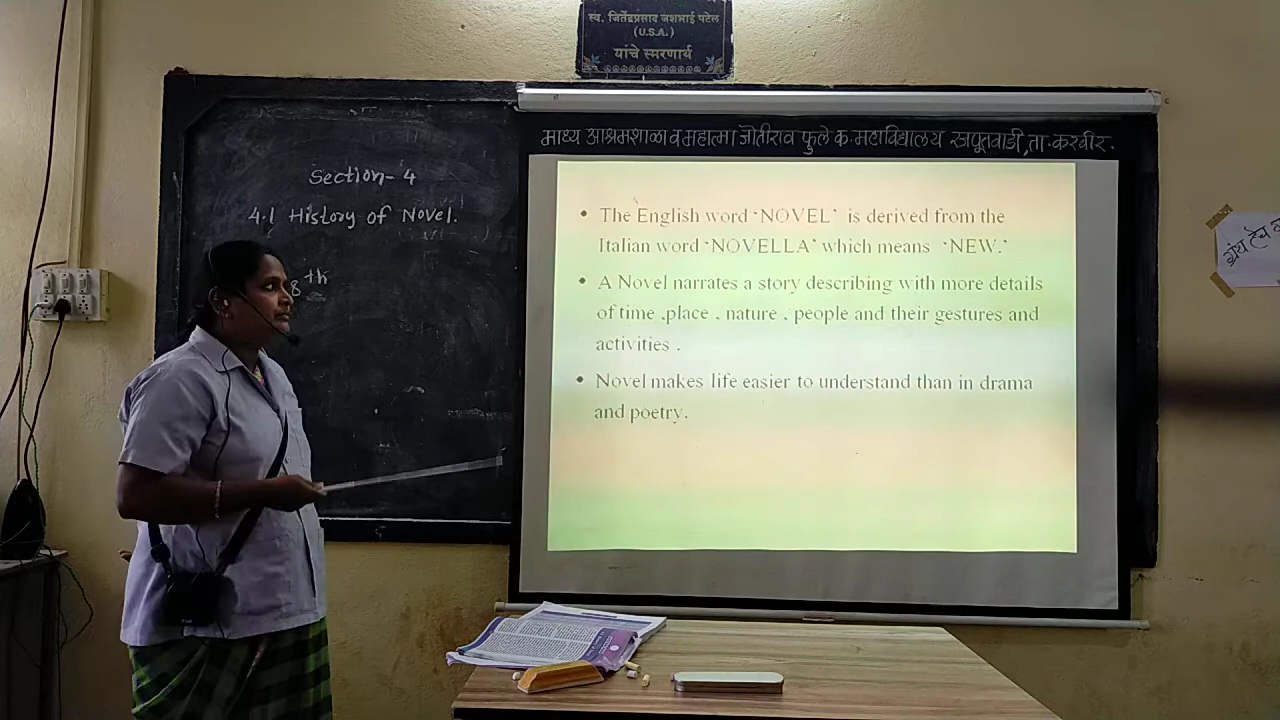 स्व. जितेंद्रप्रसाद जशभाई पटेल
(U.S.A.)
यांचे स्मरणार्थ
माध्य आश्रमशाळा व महात्मा जोतीराव फुले क. महाविद्यालय रजपूतवाडी, ता. करवीर.
Section-4
4.1 History of Novel.
8th
• The English word ‘NOVEL’ is derived from the
Italian word ‘NOVELLA’ which means ‘NEW.’
• A Novel narrates a story describing with more details
of time ,place , nature , people and their gestures and
activities .
• Novel makes life easier to understand than in drama
and poetry.